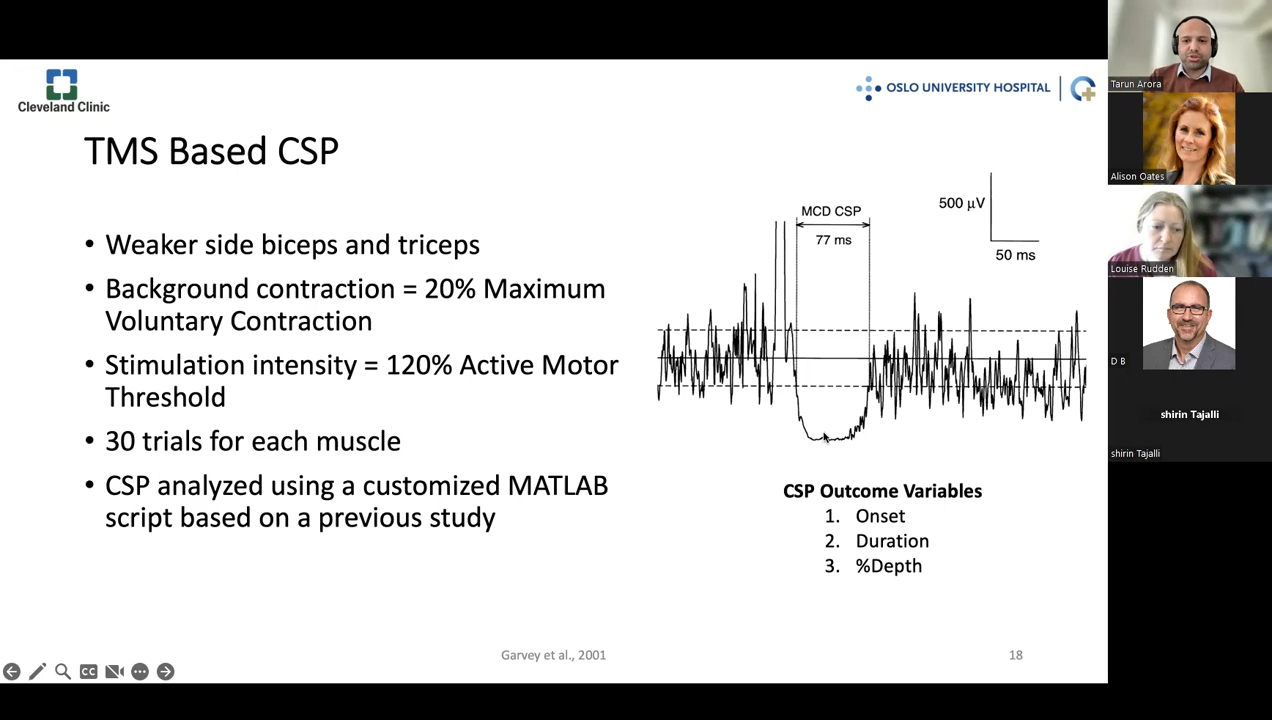 Cleveland Clinic
OSLO UNIVERSITY HOSPITAL
TMS Based CSP
• Weaker side biceps and triceps
• Background contraction = 20% Maximum
Voluntary Contraction
• Stimulation intensity = 120% Active Motor
Threshold
• 30 trials for each muscle
• CSP analyzed using a customized MATLAB
script based on a previous study
MCD CSP
77 ms
500 µV
50 ms
CSP Outcome Variables
1. Onset
2. Duration
3. %Depth
Garvey et al., 2001
18
CC
Tarun Arora
Alison Oates
Louise Rudden
D B
shirin Tajalli
shirin Tajalli